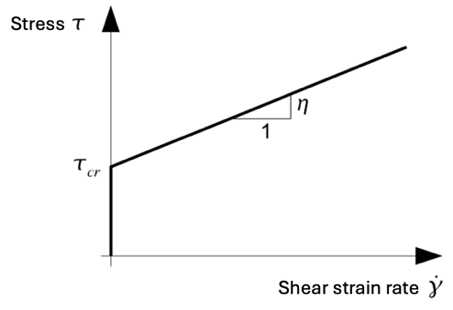 Stress τ
η
1
τcr
Shear strain rate γ̇